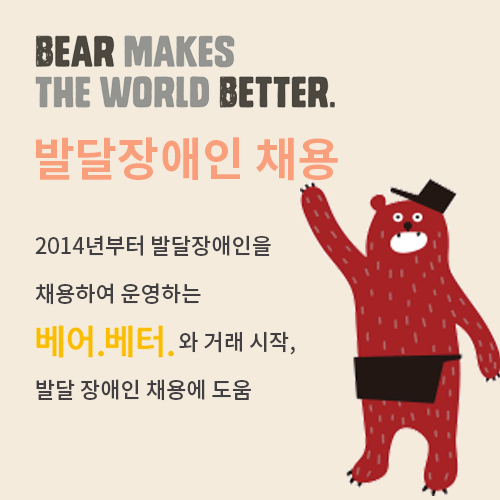 BEAR MAKES
THE WORLD BETTER.
발달장애인 채용
2014년부터 발달장애인을
채용하여 운영하는
베어.베터.와 거래 시작,
발달 장애인 채용에 도움